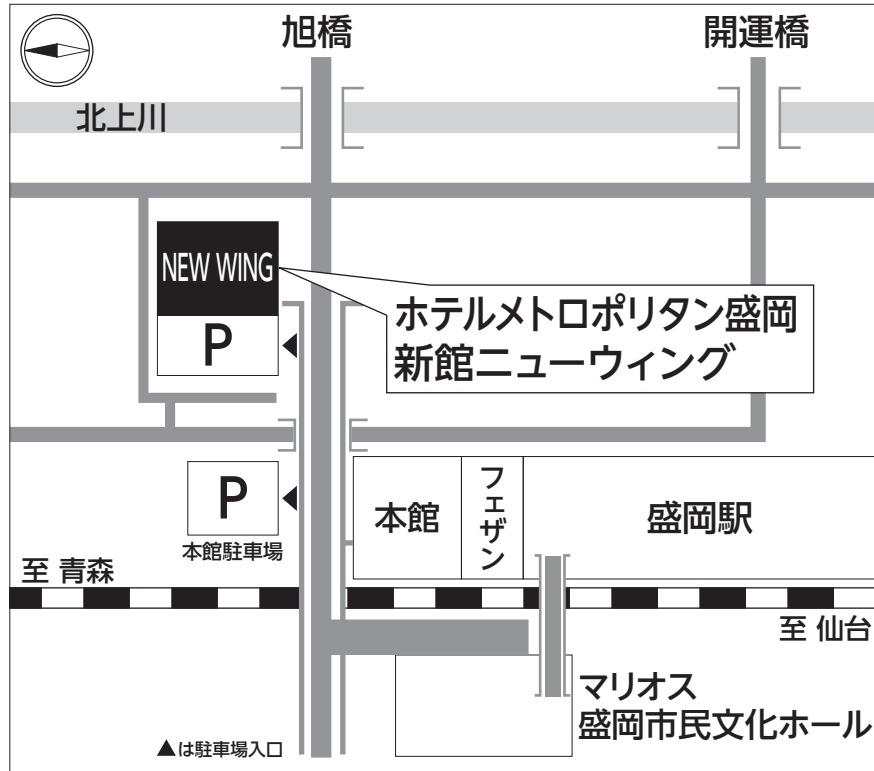 旭橋
開運橋
北上川
NEW WING
P
ホテルメトロポリタン盛岡
新館ニューウィング
P
本館駐車場
本館
フェザン
盛岡駅
至 青森
至 仙台
マリオス
盛岡市民文化ホール
▲は駐車場入口